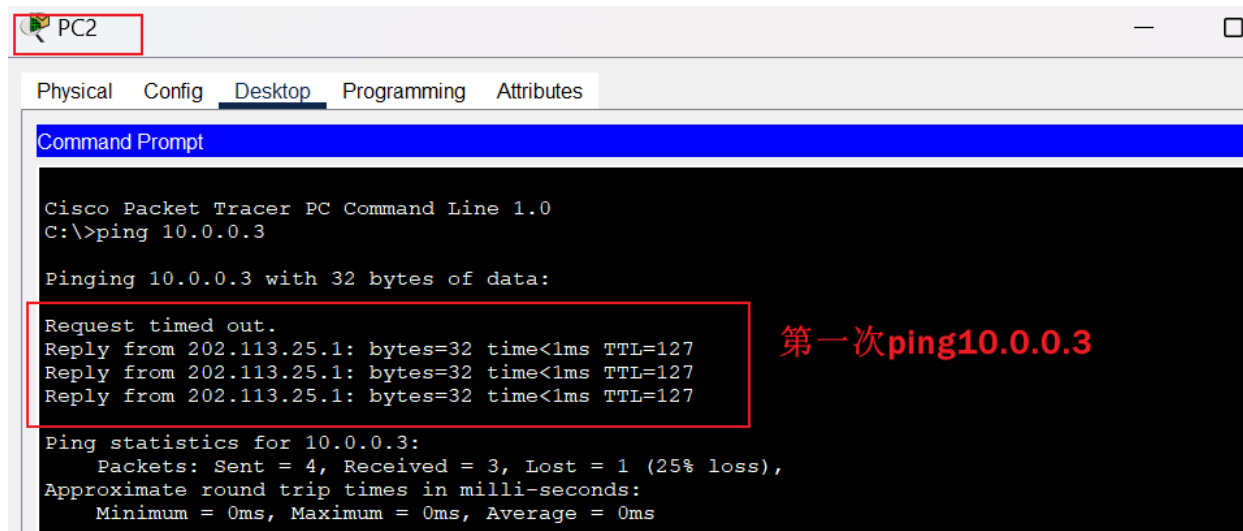 PC2
Physical Config Desktop Programming Attributes
Command Prompt
Cisco Packet Tracer PC Command Line 1.0
C:\>ping 10.0.0.3
Pinging 10.0.0.3 with 32 bytes of data:
Request timed out.
Reply from 202.113.25.1: bytes=32 time<1ms TTL=127
Reply from 202.113.25.1: bytes=32 time<1ms TTL=127
Reply from 202.113.25.1: bytes=32 time<1ms TTL=127
第一次ping10.0.0.3
Ping statistics for 10.0.0.3:
Packets: Sent = 4, Received = 3, Lost = 1 (25% loss),
Approximate round trip times in milli-seconds:
Minimum = 0ms, Maximum = 0ms, Average = 0ms